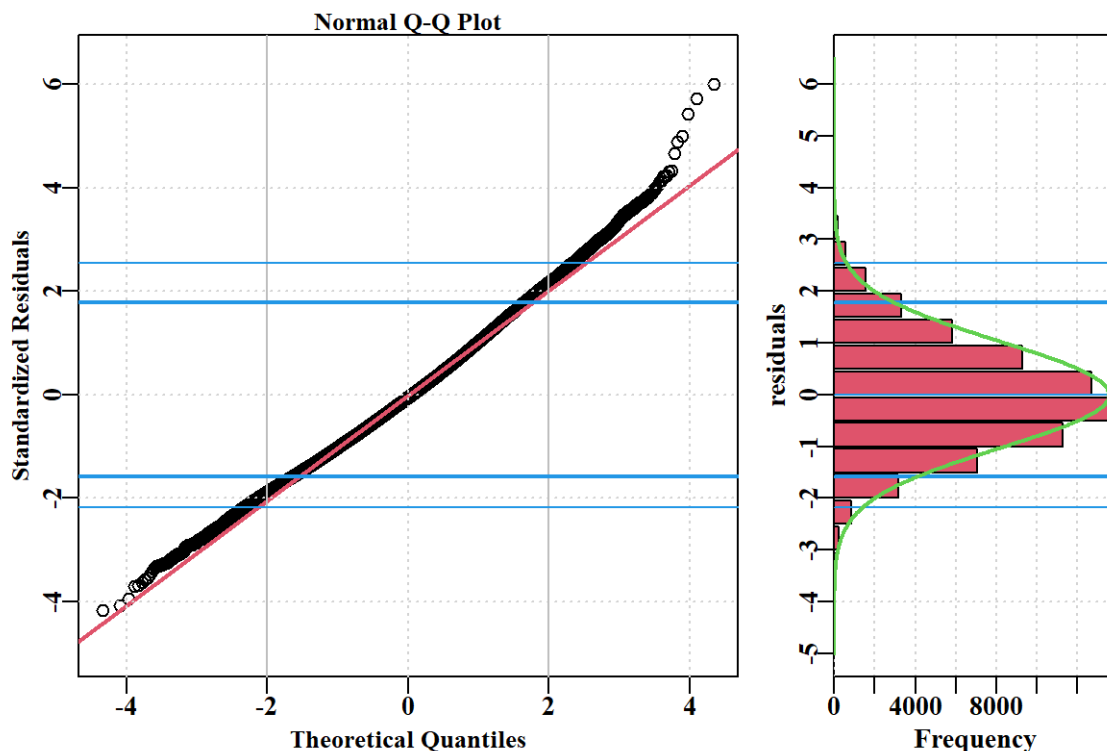 Normal Q-Q Plot
Standardized Residuals
6
4
2
0
-2
-4
-4 -2 0 2 4
Theoretical Quantiles
residuals
6
5
4
3
2
1
0
-1
-2
-3
-4
-5
0 4000 8000
Frequency